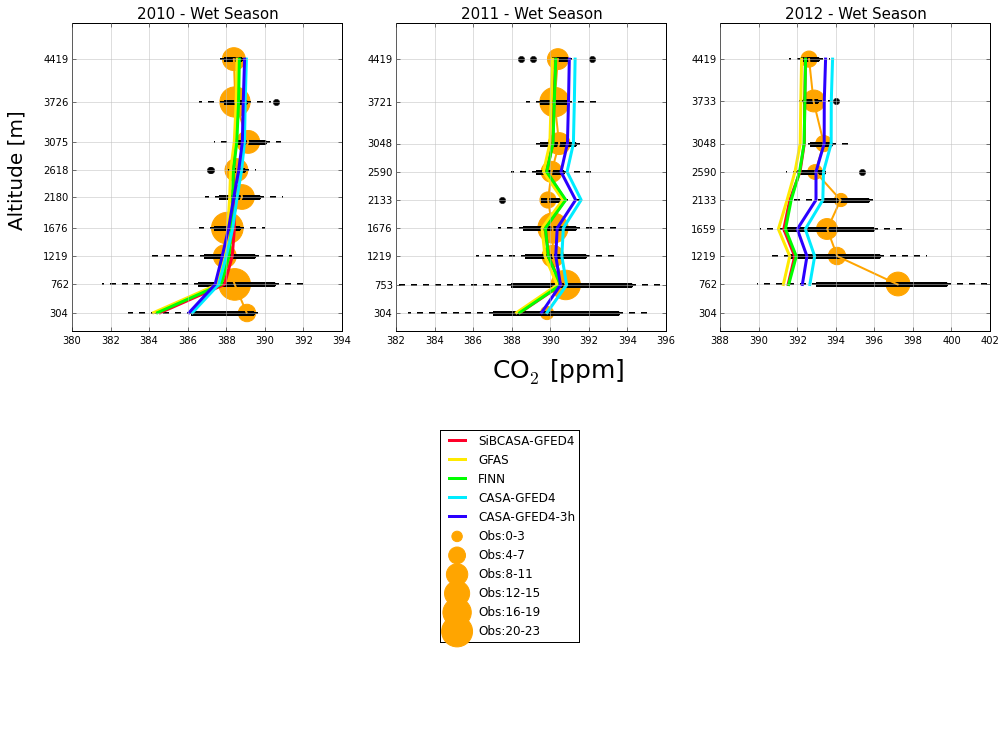 2010 - Wet Season
2011 - Wet Season
2012 - Wet Season
Altitude [m]
4419
3726
3075
2618
2180
1676
1219
762
304
380 382 384 386 388 390 392 394
4419
3721
3048
2590
2133
1676
1219
753
304
382 384 386 388 390 392 394 396
4419
3733
3048
2590
2133
1659
1219
762
304
388 390 392 394 396 398 400 402
CO₂ [ppm]
SiBCASA-GFED4
GFAS
FINN
CASA-GFED4
CASA-GFED4-3h
Obs:0-3
Obs:4-7
Obs:8-11
Obs:12-15
Obs:16-19
Obs:20-23